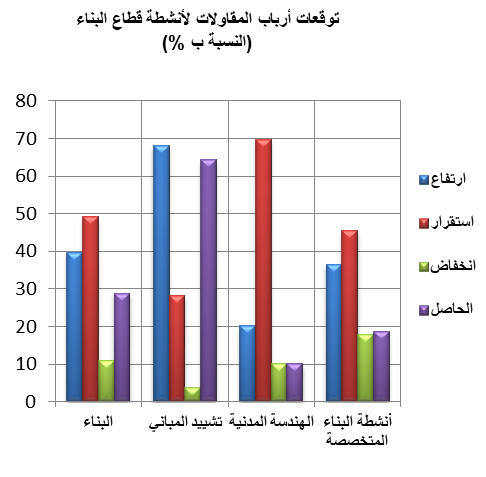 توقعات أرباب المقاولات لأنشطة قطاع البناء
(النسبة ب %)
80
70
60
50
40
30
20
10
0
ارتفاع
استقرار
انخفاض
الحاصل
البناء
تشييد المباني
الهندسة المدنية
أنشطة البناء
المتخصصة